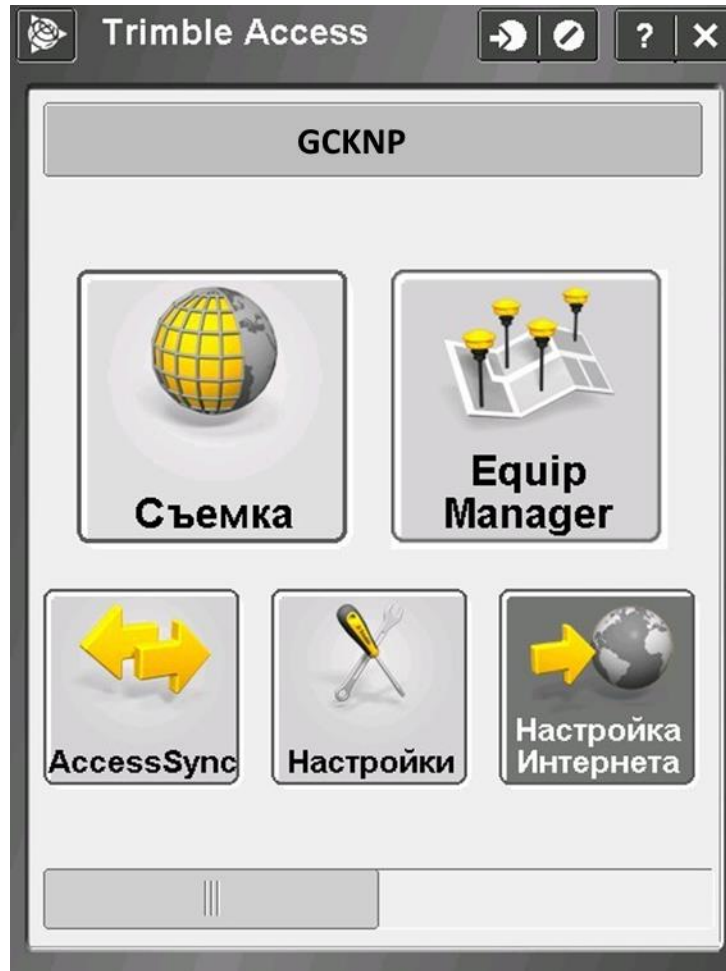 Trimble Access
?
GCKNP
Съемка
Equip
Manager
AccessSync
Настройки
Настройка
Интернета